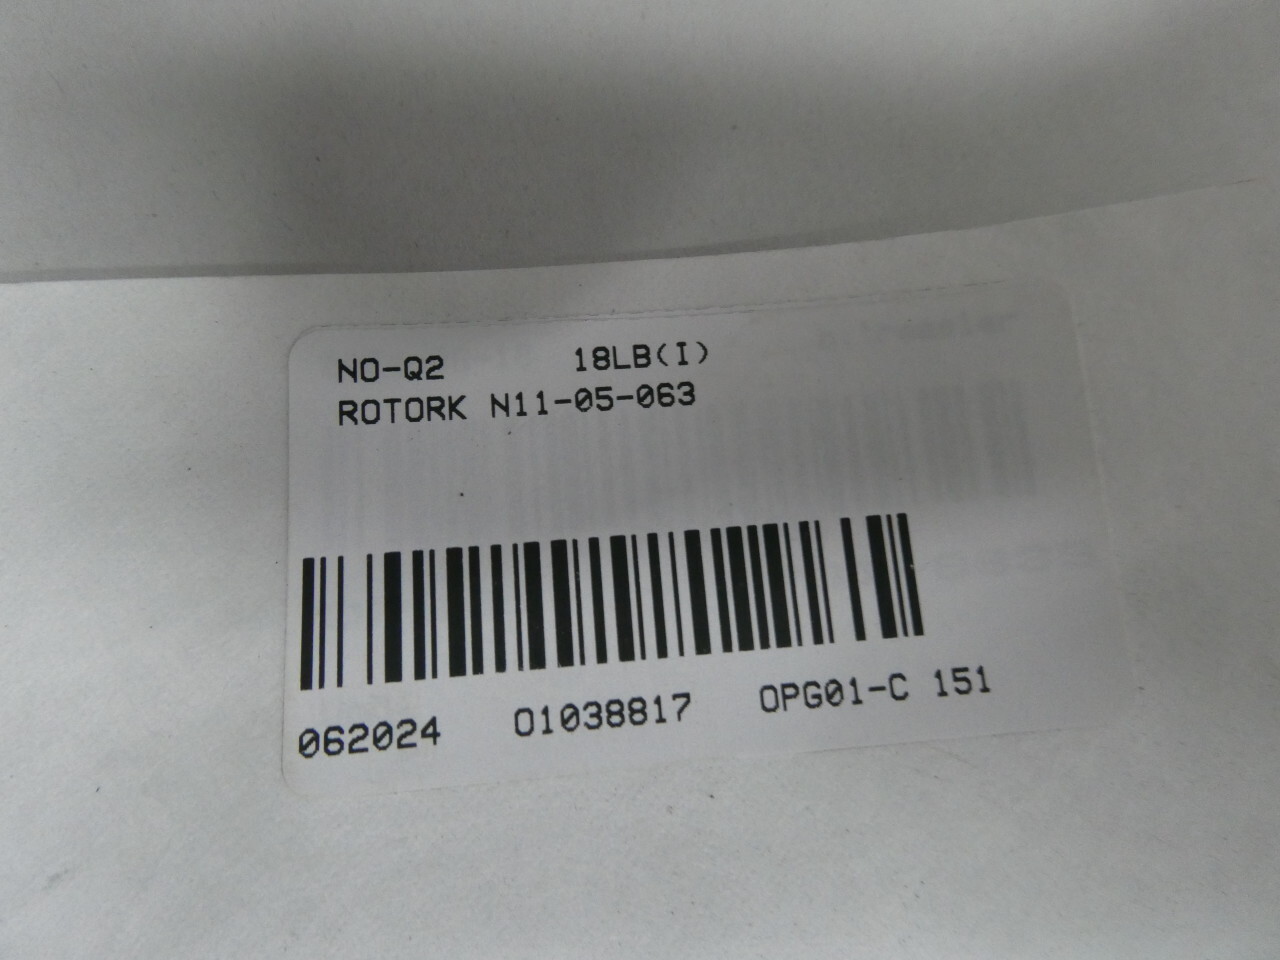 NO-Q2 18LB(I)
ROTORK N11-05-063
062024 01038817 OPG01-C 151